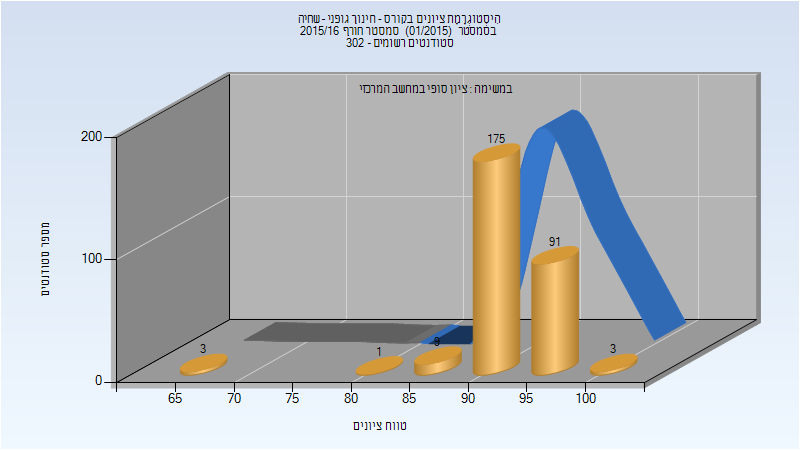 היסטוגרמת ציונים בקורס - חינוך גופני - שחיה
בסמסטר (01/2015) סמסטר חורף 2015/16
סטודנטים רשומים - 302
במשימה : ציון סופי במחשב המרכזי
מספר סטודנטים
200
100
0
3
1
9
175
91
3
65 70 75 80 85 90 95 100
טווח ציונים